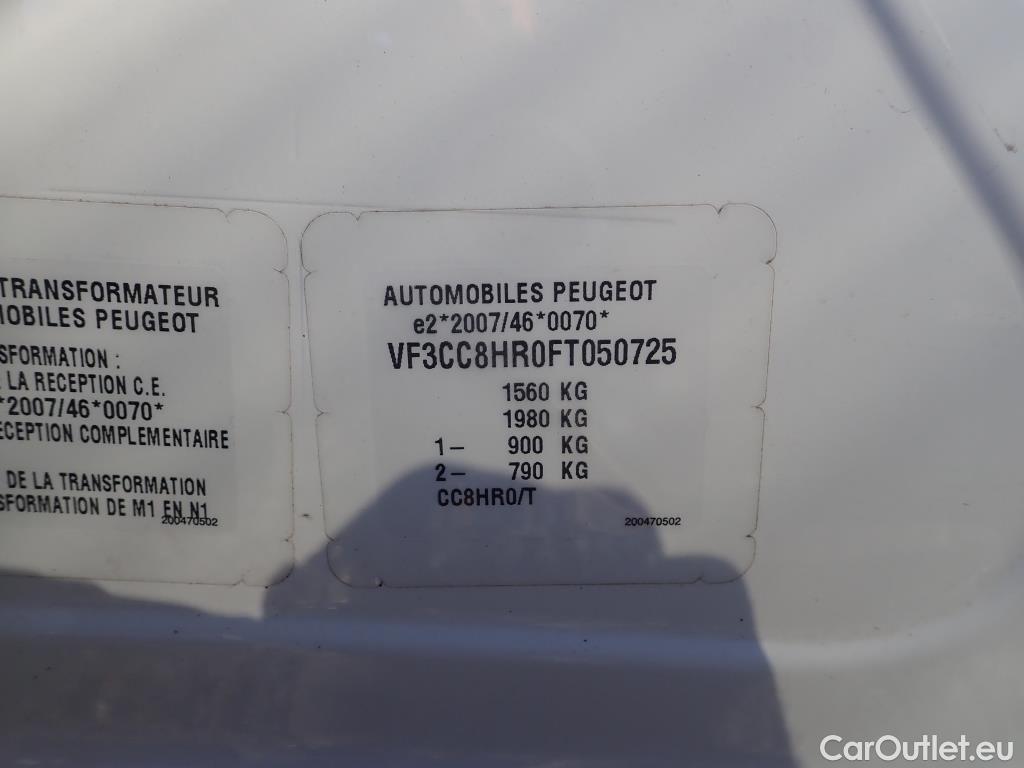 TRANSFORMATEUR
MOBILES PEUGEOT
SFORMATION :
LA RECEPTION C.E.
*2007/46*0070*
ECEPTION COMPLEMENTAIRE
DE LA TRANSFORMATION
SFORMATION DE M1 EN N1
200470502
AUTOMOBILES PEUGEOT
e2*2007/46*0070*
VF3CC8HR0FT050725
1560 KG
1980 KG
1- 900 KG
2- 790 KG
CC8HR0/T
200470502
CarOutlet.eu